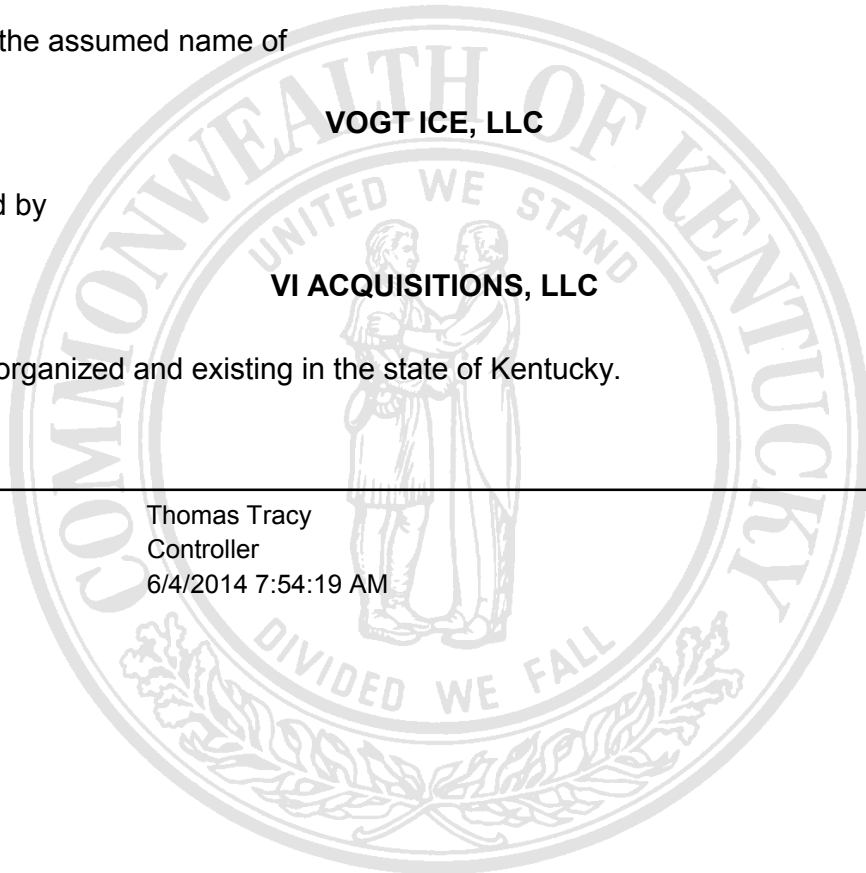 the assumed name of
VOGT ICE, LLC
d by
VI ACQUISITIONS, LLC
organized and existing in the state of Kentucky.
Thomas Tracy
Controller
6/4/2014 7:54:19 AM
COMMONWEALTH OF KENTUCKY
UNITED WE STAND
DIVIDED WE FALL